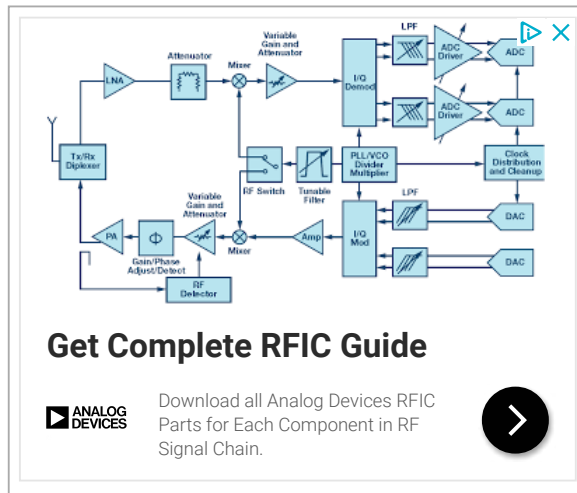 Variable
Gain and
Attenuator
LPF
Attenuator
Mixer
LNA
I/Q
Demod
ADC
Driver
ADC
ADC
Driver
ADC
Tx/Rx
Diplexer
RF Switch
Tunable
Filter
PLL/VCO
Divider
Multiplier
Clock
Distribution
and Cleanup
Variable
Gain and
Attenuator
LPF
PA
Φ
Gain/Phase
Adjust/Detect
Mixer
Amp
I/Q
Mod
DAC
DAC
RF
Detector
Get Complete RFIC Guide
ANALOG
DEVICES
Download all Analog Devices RFIC
Parts for Each Component in RF
Signal Chain.